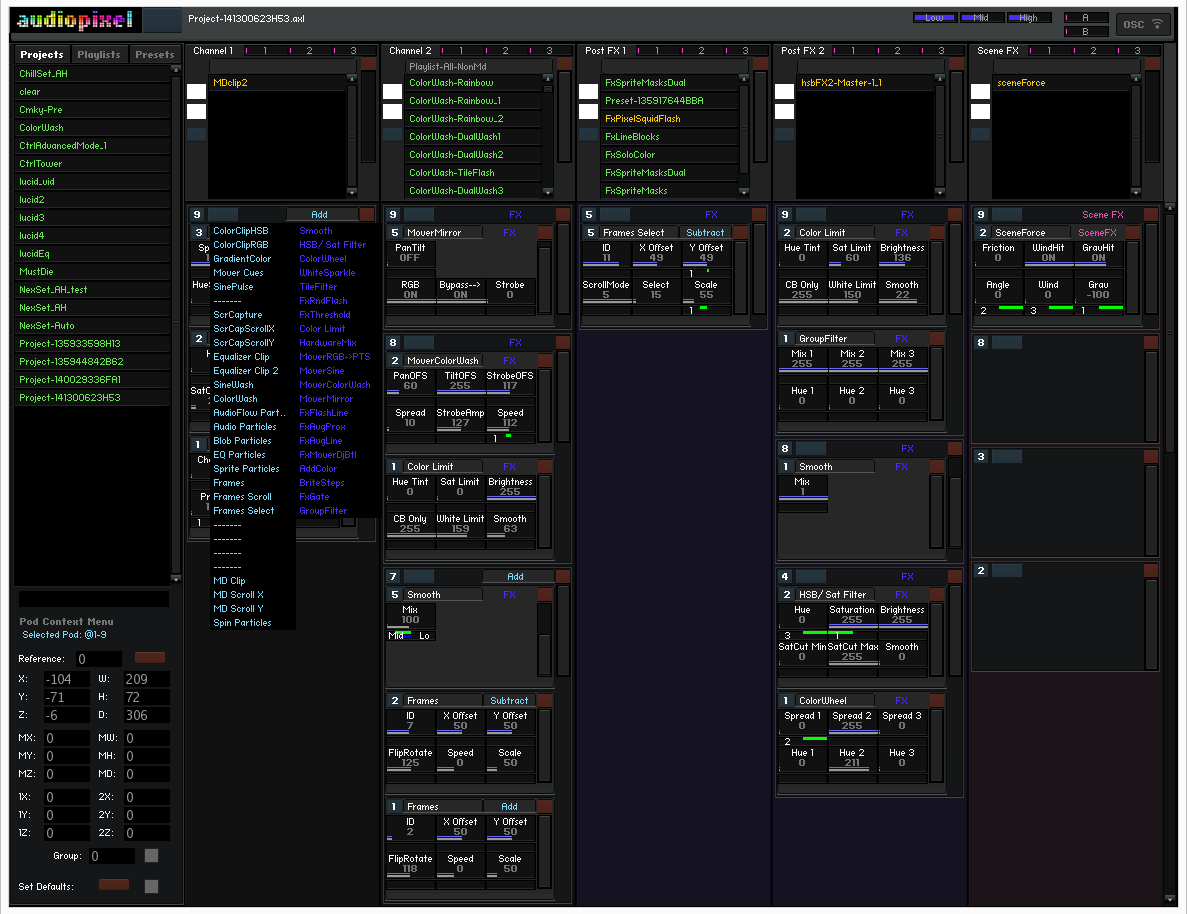 audiopixel
Project-141300623H53.axl
Low Mid High A
B
OSC
Projects Playlists Presets
ChillSet_AH
clear
Cmky-Pre
ColorWash
CtrlAdvancedMode_1
CtrlTower
lucid_vid
lucid2
lucid3
lucid4
lucidEq
MustDie
NexSet_AH_test
NexSet_AH
NexSet-Auto
Project-135933598H13
Project-135944842B62
Project-140029336FA1
Project-141300623H53
Pod Context Menu
Selected Pod: @1-9
Reference: 0
X: -104 W: 209
Y: -71 H: 72
Z: -6 D: 306
MX: 0 MW: 0
MY: 0 MH: 0
MZ: 0 MD: 0
1X: 0 2X: 0
1Y: 0 2Y: 0
1Z: 0 2Z: 0
Group: 0
Set Defaults:
Channel 1 1 2 3
MDclip2
9 Add
3
Sp
Hue
2
H
SatC
1
Ch
Pr
1
ColorClipHSB
ColorClipRGB
GradientColor
Mover Cues
SinePulse
-------
ScrCapture
ScrCapScrollX
ScrCapScrollY
Equalizer Clip
Equalizer Clip 2
SineWash
ColorWash
AudioFlow Part..
Audio Particles
Blob Particles
EQ Particles
Sprite Particles
Frames
Frames Scroll
Frames Select
-------
-------
-------
-------
MD Clip
MD Scroll X
MD Scroll Y
Spin Particles
Smooth
HSB/ Sat Filter
ColorWheel
WhiteSparkle
TileFilter
FxRndFlash
FxThreshold
Color Limit
HardwareMix
MoverRGB->PTS
MoverSine
MoverColorWash
MoverMirror
FxFlashLine
FxAvgProx
FxAvgLine
FxMoverDjBtl
AddColor
BriteSteps
FxGate
GroupFilter
Channel 2 1 2 3
Playlist-All-NonMd
ColorWash-Rainbow
ColorWash-Rainbow_1
ColorWash-Rainbow_2
ColorWash-DualWash1
ColorWash-DualWash2
ColorWash-TileFlash
ColorWash-DualWash3
9 FX
5 MoverMirror FX
PanTilt
OFF
RGB Bypass--> Strobe
ON ON 0
8 FX
2 MoverColorWash FX
PanOFS TiltOFS StrobeOFS
60 255 117
Spread StrobeAmp Speed
10 127 112
1
1 Color Limit FX
Hue Tint Sat Limit Brightness
0 0 255
CB Only White Limit Smooth
255 159 63
7 Add
5 Smooth FX
Mix
100
Mid Lo
2 Frames Subtract
ID X Offset Y Offset
7 50 50
FlipRotate Speed Scale
125 0 50
1 Frames Add
ID X Offset Y Offset
2 50 50
FlipRotate Speed Scale
118 0 50
Post FX 1 1 2 3
FxSpriteMasksDual
Preset-135917644BBA
FxPixelSquidFlash
FxLineBlocks
FxSoloColor
FxSpriteMasksDual
FxSpriteMasks
5 FX
5 Frames Select Subtract
ID X Offset Y Offset
11 49 49
1
ScrollMode Select Scale
5 15 55
1
Post FX 2 1 2 3
hsbFX2-Master-1_1
9 FX
2 Color Limit FX
Hue Tint Sat Limit Brightness
0 60 136
CB Only White Limit Smooth
255 150 22
1 GroupFilter FX
Mix 1 Mix 2 Mix 3
255 255 255
Hue 1 Hue 2 Hue 3
0 0 0
8 FX
1 Smooth FX
Mix
1
4 FX
2 HSB/ Sat Filter FX
Hue Saturation Brightness
0 255 255
3 1
SatCut Min SatCut Max Smooth
0 255 0
1 ColorWheel FX
Spread 1 Spread 2 Spread 3
0 255 0
2
Hue 1 Hue 2 Hue 3
0 211 0
Scene FX 1 2 3
sceneForce
9 Scene FX
2 SceneForce SceneFX
Friction WindHit GravHit
0 ON ON
Angle Wind Grav
0 0 -100
2 3 1
8
3
2